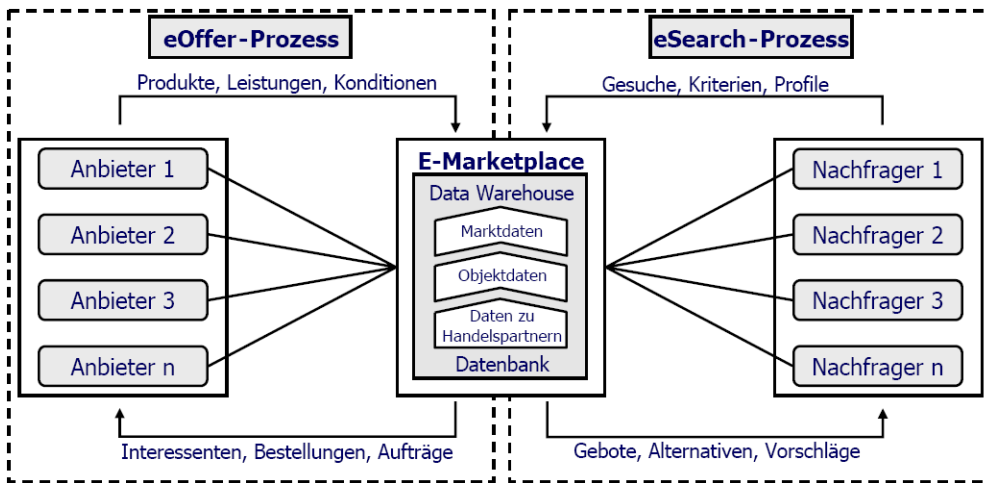 eOffer-Prozess
eSearch-Prozess
Produkte, Leistungen, Konditionen
Gesuche, Kriterien, Profile
Anbieter 1
Anbieter 2
Anbieter 3
Anbieter n
E-Marketplace
Data Warehouse
Marktdaten
Objektdaten
Daten zu
Handelspartnern
Datenbank
Nachfrager 1
Nachfrager 2
Nachfrager 3
Nachfrager n
Interessenten, Bestellungen, Aufträge
Gebote, Alternativen, Vorschläge